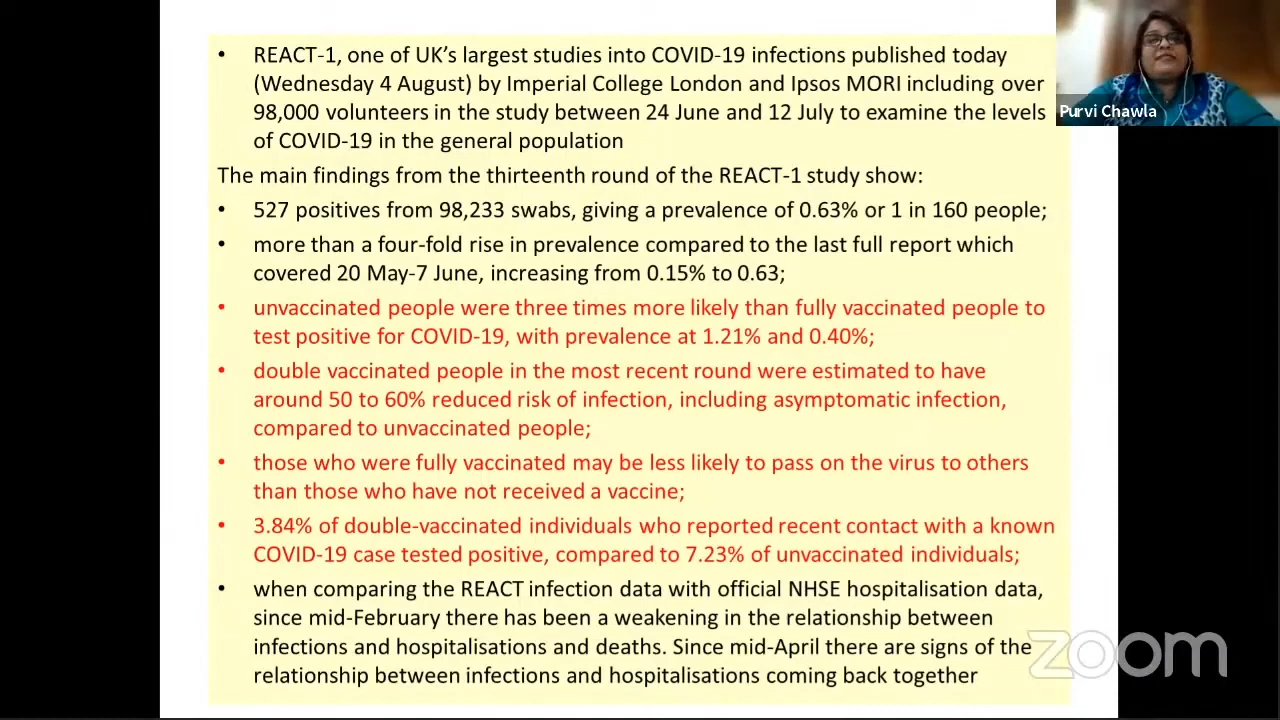 • REACT-1, one of UK’s largest studies into COVID-19 infections published today
(Wednesday 4 August) by Imperial College London and Ipsos MORI including over
98,000 volunteers in the study between 24 June and 12 July to examine the levels
of COVID-19 in the general population
The main findings from the thirteenth round of the REACT-1 study show:
• 527 positives from 98,233 swabs, giving a prevalence of 0.63% or 1 in 160 people;
• more than a four-fold rise in prevalence compared to the last full report which
covered 20 May-7 June, increasing from 0.15% to 0.63;
• unvaccinated people were three times more likely than fully vaccinated people to
test positive for COVID-19, with prevalence at 1.21% and 0.40%;
• double vaccinated people in the most recent round were estimated to have
around 50 to 60% reduced risk of infection, including asymptomatic infection,
compared to unvaccinated people;
• those who were fully vaccinated may be less likely to pass on the virus to others
than those who have not received a vaccine;
• 3.84% of double-vaccinated individuals who reported recent contact with a known
COVID-19 case tested positive, compared to 7.23% of unvaccinated individuals;
• when comparing the REACT infection data with official NHSE hospitalisation data,
since mid-February there has been a weakening in the relationship between
infections and hospitalisations and deaths. Since mid-April there are signs of the
relationship between infections and hospitalisations coming back together
Purvi Chawla
zoom